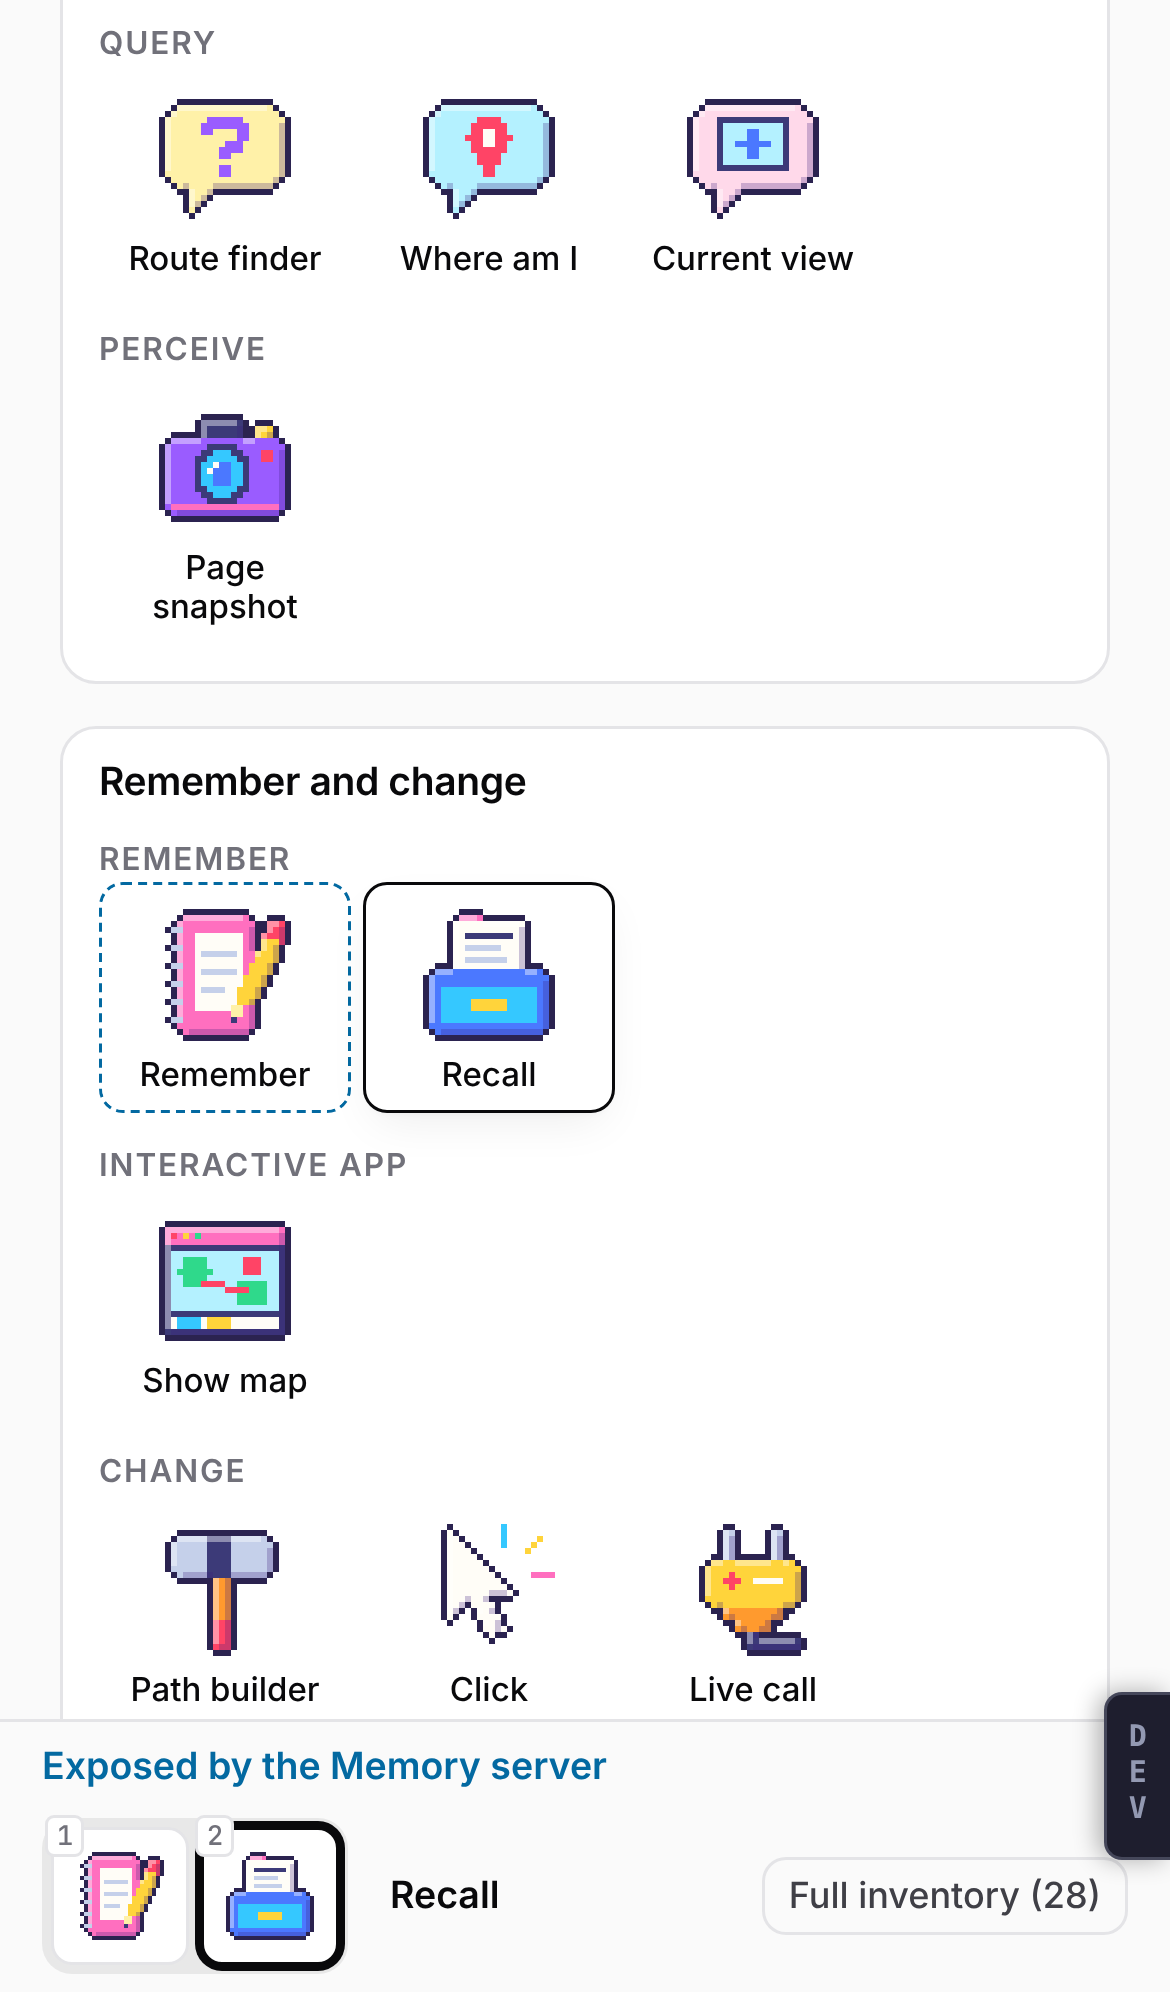 QUERY
Route finder
Where am I
Current view
PERCEIVE
Page
snapshot
Remember and change
REMEMBER
Remember
Recall
INTERACTIVE APP
Show map
CHANGE
Path builder
Click
Live call
DEV
Exposed by the Memory server
1
2
Recall
Full inventory (28)